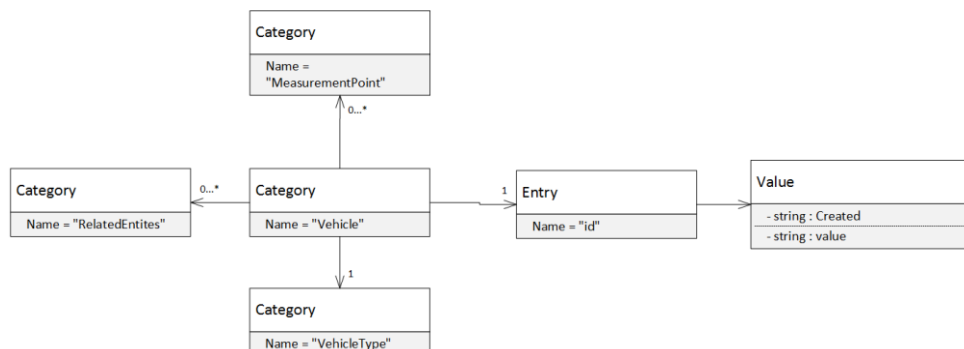 Category
Name =
"MeasurementPoint"
0...*
Category
Name = "RelatedEntites"
0...*
Category
Name = "Vehicle"
1
Entry
Name = "id"
Value
- string : Created
- string : value
1
Category
Name = "VehicleType"